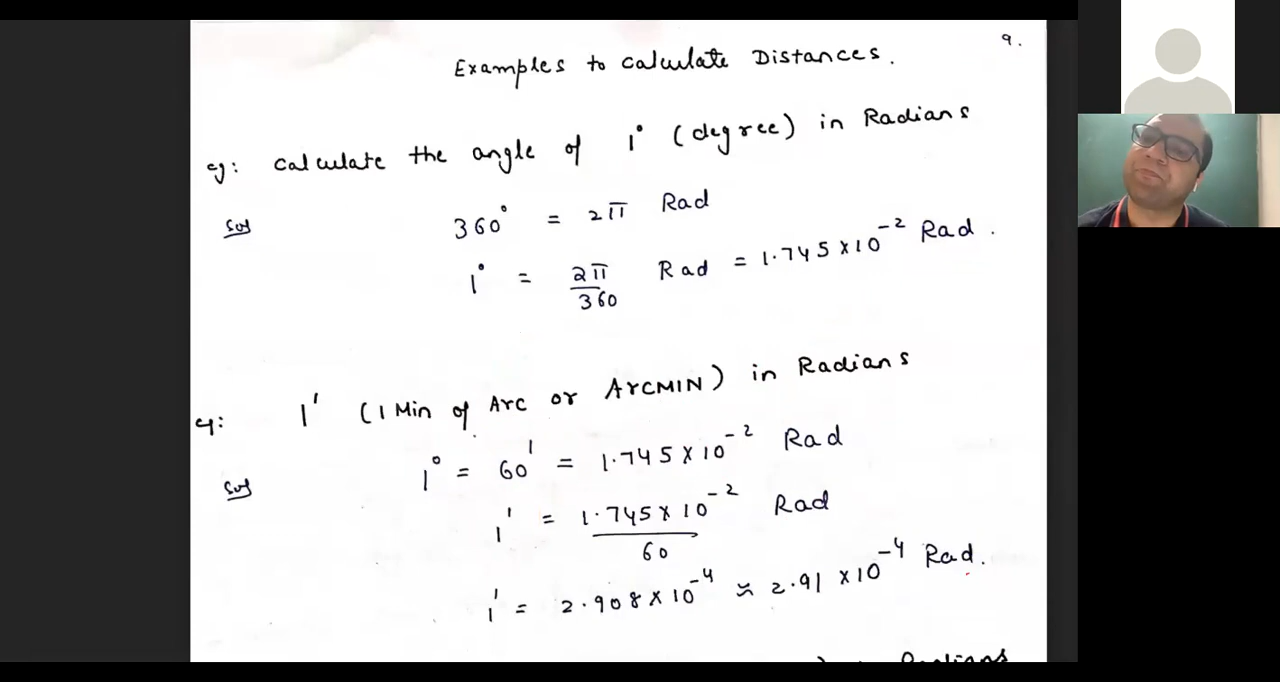 9.
Examples to Calculate Distances.
eg: Calculate the angle of 1° (degree) in Radians
Sol 360° = 2π Rad
1° = 2π/360 Rad = 1.745 × 10⁻² Rad.
eg: 1' (1 Min of Arc or ArcMIN) in Radians
Sol 1° = 60' = 1.745 × 10⁻² Rad
1' = 1.745 × 10⁻²/60 Rad
1' = 2.908 × 10⁻⁴ ≈ 2.91 × 10⁻⁴ Rad.
Radians